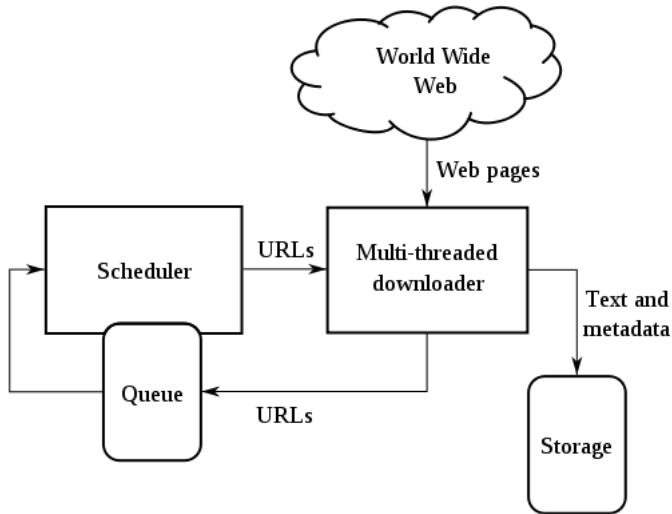 World Wide
Web
Web pages
Scheduler
URLs
Multi-threaded
downloader
Text and
metadata
Queue
URLs
Storage